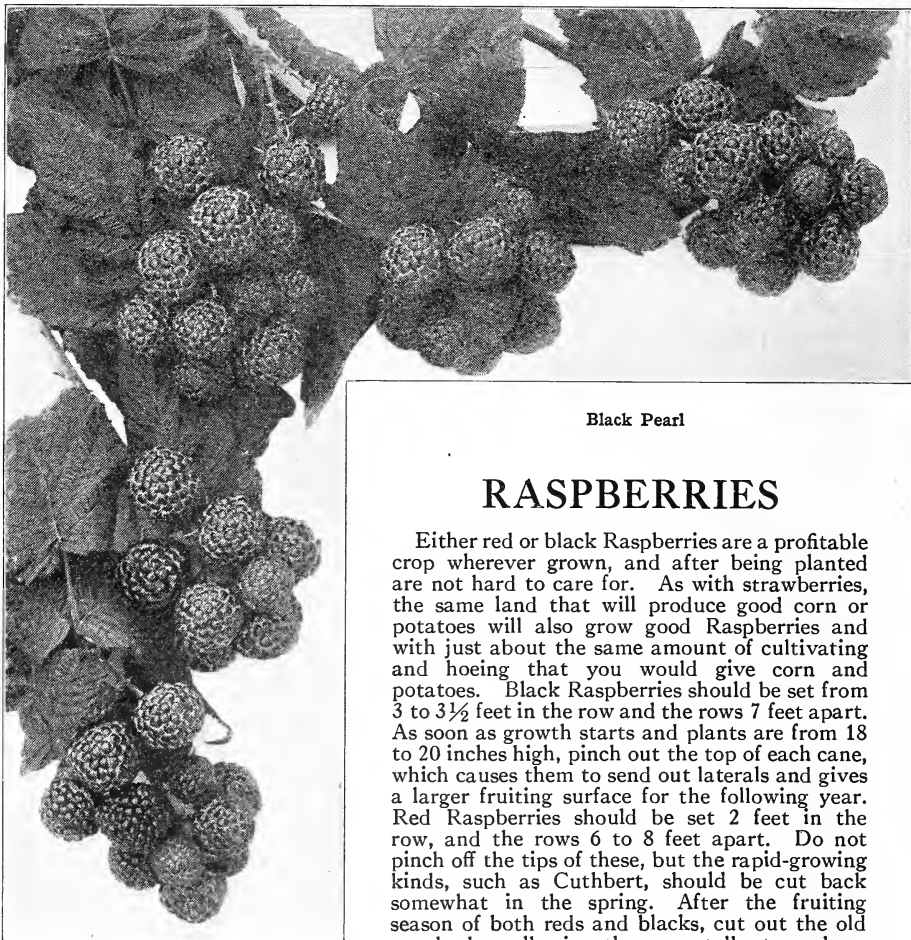 Black Pearl
RASPBERRIES
Either red or black Raspberries are a profitable
crop wherever grown, and after being planted
are not hard to care for. As with strawberries,
the same land that will produce good corn or
potatoes will also grow good Raspberries and
with just about the same amount of cultivating
and hoeing that you would give corn and
potatoes. Black Raspberries should be set from
3 to 3½ feet in the row and the rows 7 feet apart.
As soon as growth starts and plants are from 18
to 20 inches high, pinch out the top of each cane,
which causes them to send out laterals and gives
a larger fruiting surface for the following year.
Red Raspberries should be set 2 feet in the
row, and the rows 6 to 8 feet apart. Do not
pinch off the tips of these, but the rapid-growing
kinds, such as Cuthbert, should be cut back
somewhat in the spring. After the fruiting
season of both reds and blacks, cut out the old